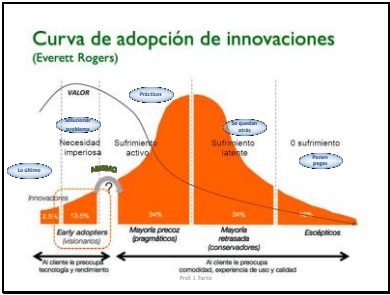 Curva de adopción de innovaciones
(Everett Rogers)
VALOR
Prácticos
Solucionar
problema
Se quedan
atrás
Necesidad
imperiosa
Sufrimiento
activo
Sufrimiento
latente
0 sufrimiento
Ponen
pegas
Lo último
ABISMO
?
Innovadores
2.5%
13.5%
34%
34%
16%
Early adopters
(visionarios)
Mayoría precoz
(pragmáticos)
Mayoría
retrasada
(conservadores)
Escépticos
Al cliente le preocupa
tecnología y rendimiento
Al cliente le preocupa
comodidad, experiencia de uso y calidad